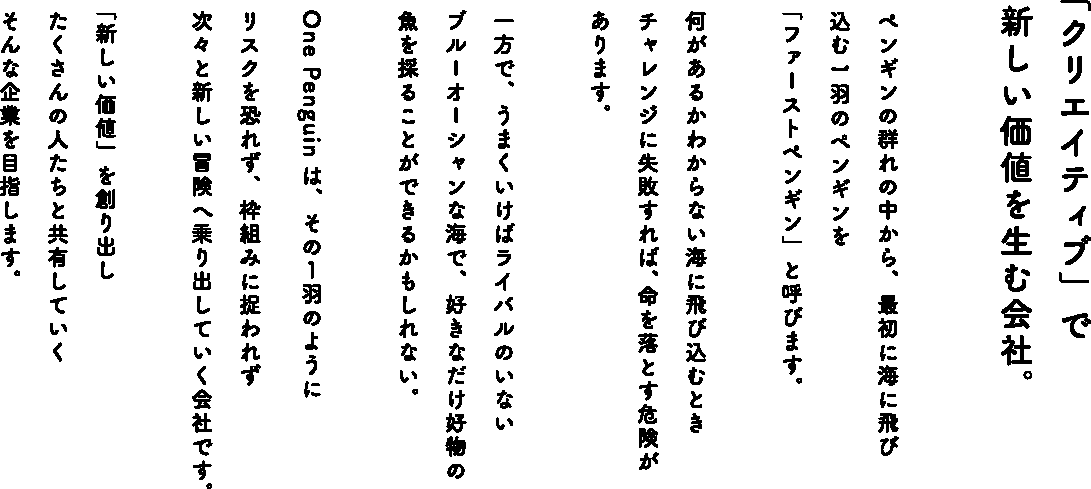 「クリエイティブ」で
新しい価値を生む会社。
ペンギンの群れの中から、最初に海に飛び
込む1羽のペンギンを
「ファーストペンギン」と呼びます。
何があるかわからない海に飛び込むとき
チャレンジに失敗すれば、命を落とす危険が
あります。
一方で、うまくいけばライバルのいない
ブルーオーシャンな海で、好きなだけ好物の
魚を採ることができるかもしれない。
One Penguin は、その1羽のように
リスクを恐れず、枠組みに捉われず
次々と新しい冒険へ乗り出していく会社です。
「新しい価値」を創り出し
たくさんの人たちと共有していく
そんな企業を目指します。